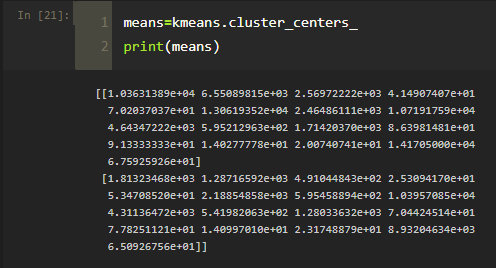 In [21]:
1 means=kmeans.cluster_centers_
2 print(means)
[[1.03631389e+04 6.55089815e+03 2.56972222e+03 4.14907407e+01
7.02037037e+01 1.30619352e+04 2.46486111e+03 1.07191759e+04
4.64347222e+03 5.95212963e+02 1.71420370e+03 8.63981481e+01
9.13333333e+01 1.40277778e+01 2.00740741e+01 1.41705000e+04
6.75925926e+01]
[1.81323468e+03 1.28716592e+03 4.91044843e+02 2.53094170e+01
5.34708520e+01 2.18854858e+03 5.95458894e+02 1.03957085e+04
4.31136472e+03 5.41982063e+02 1.28033632e+03 7.04424514e+01
7.78251121e+01 1.40997010e+01 2.31748879e+01 8.93204634e+03
6.50926756e+01]]